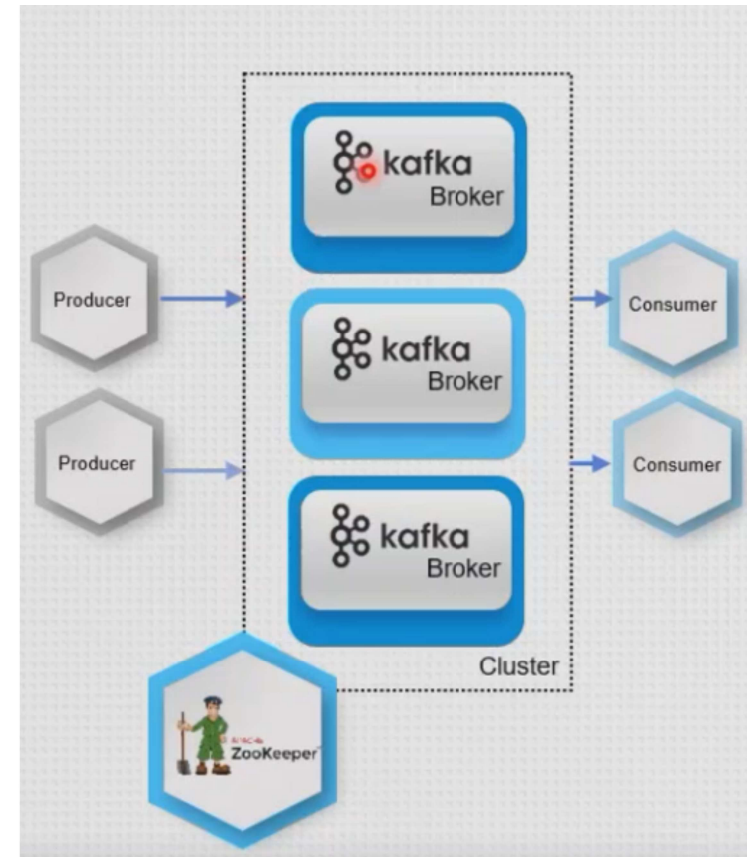 kafka
Broker
Producer
Consumer
kafka
Broker
Producer
Consumer
kafka
Broker
Cluster
ZooKeeper